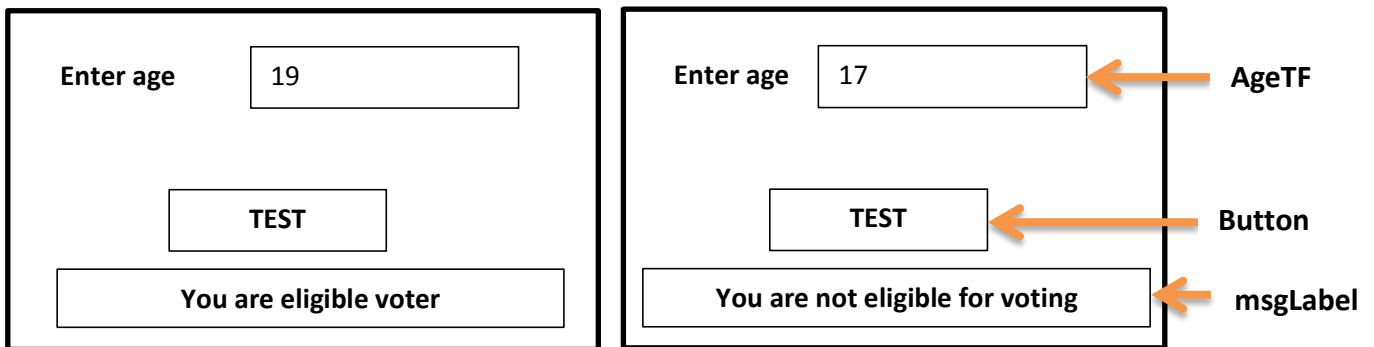 Enter age 19
TEST
You are eligible voter
Enter age 17 AgeTF
TEST Button
You are not eligible for voting msgLabel